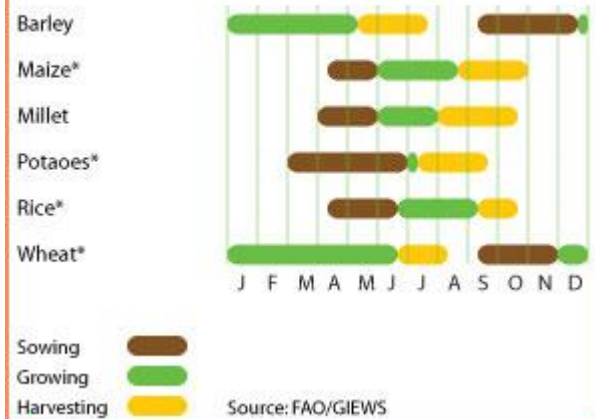 Barley
Maize*
Millet
Potaoes*
Rice*
Wheat*
J F M A M J J A S O N D
Sowing
Growing
Harvesting Source: FAO/GIEWS